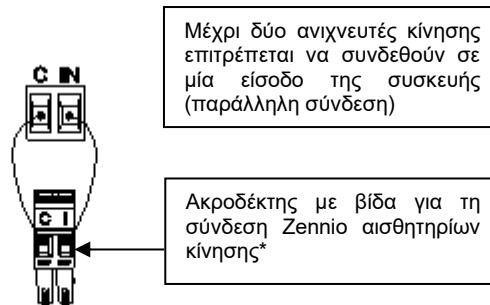 Μέχρι δύο ανιχνευτές κίνησης
επιτρέπεται να συνδεθούν σε
μία είσοδο της συσκευής
(παράλληλη σύνδεση)
C IN
C I
Ακροδέκτης με βίδα για τη
σύνδεση Zennio αισθητηρίων
κίνησης*